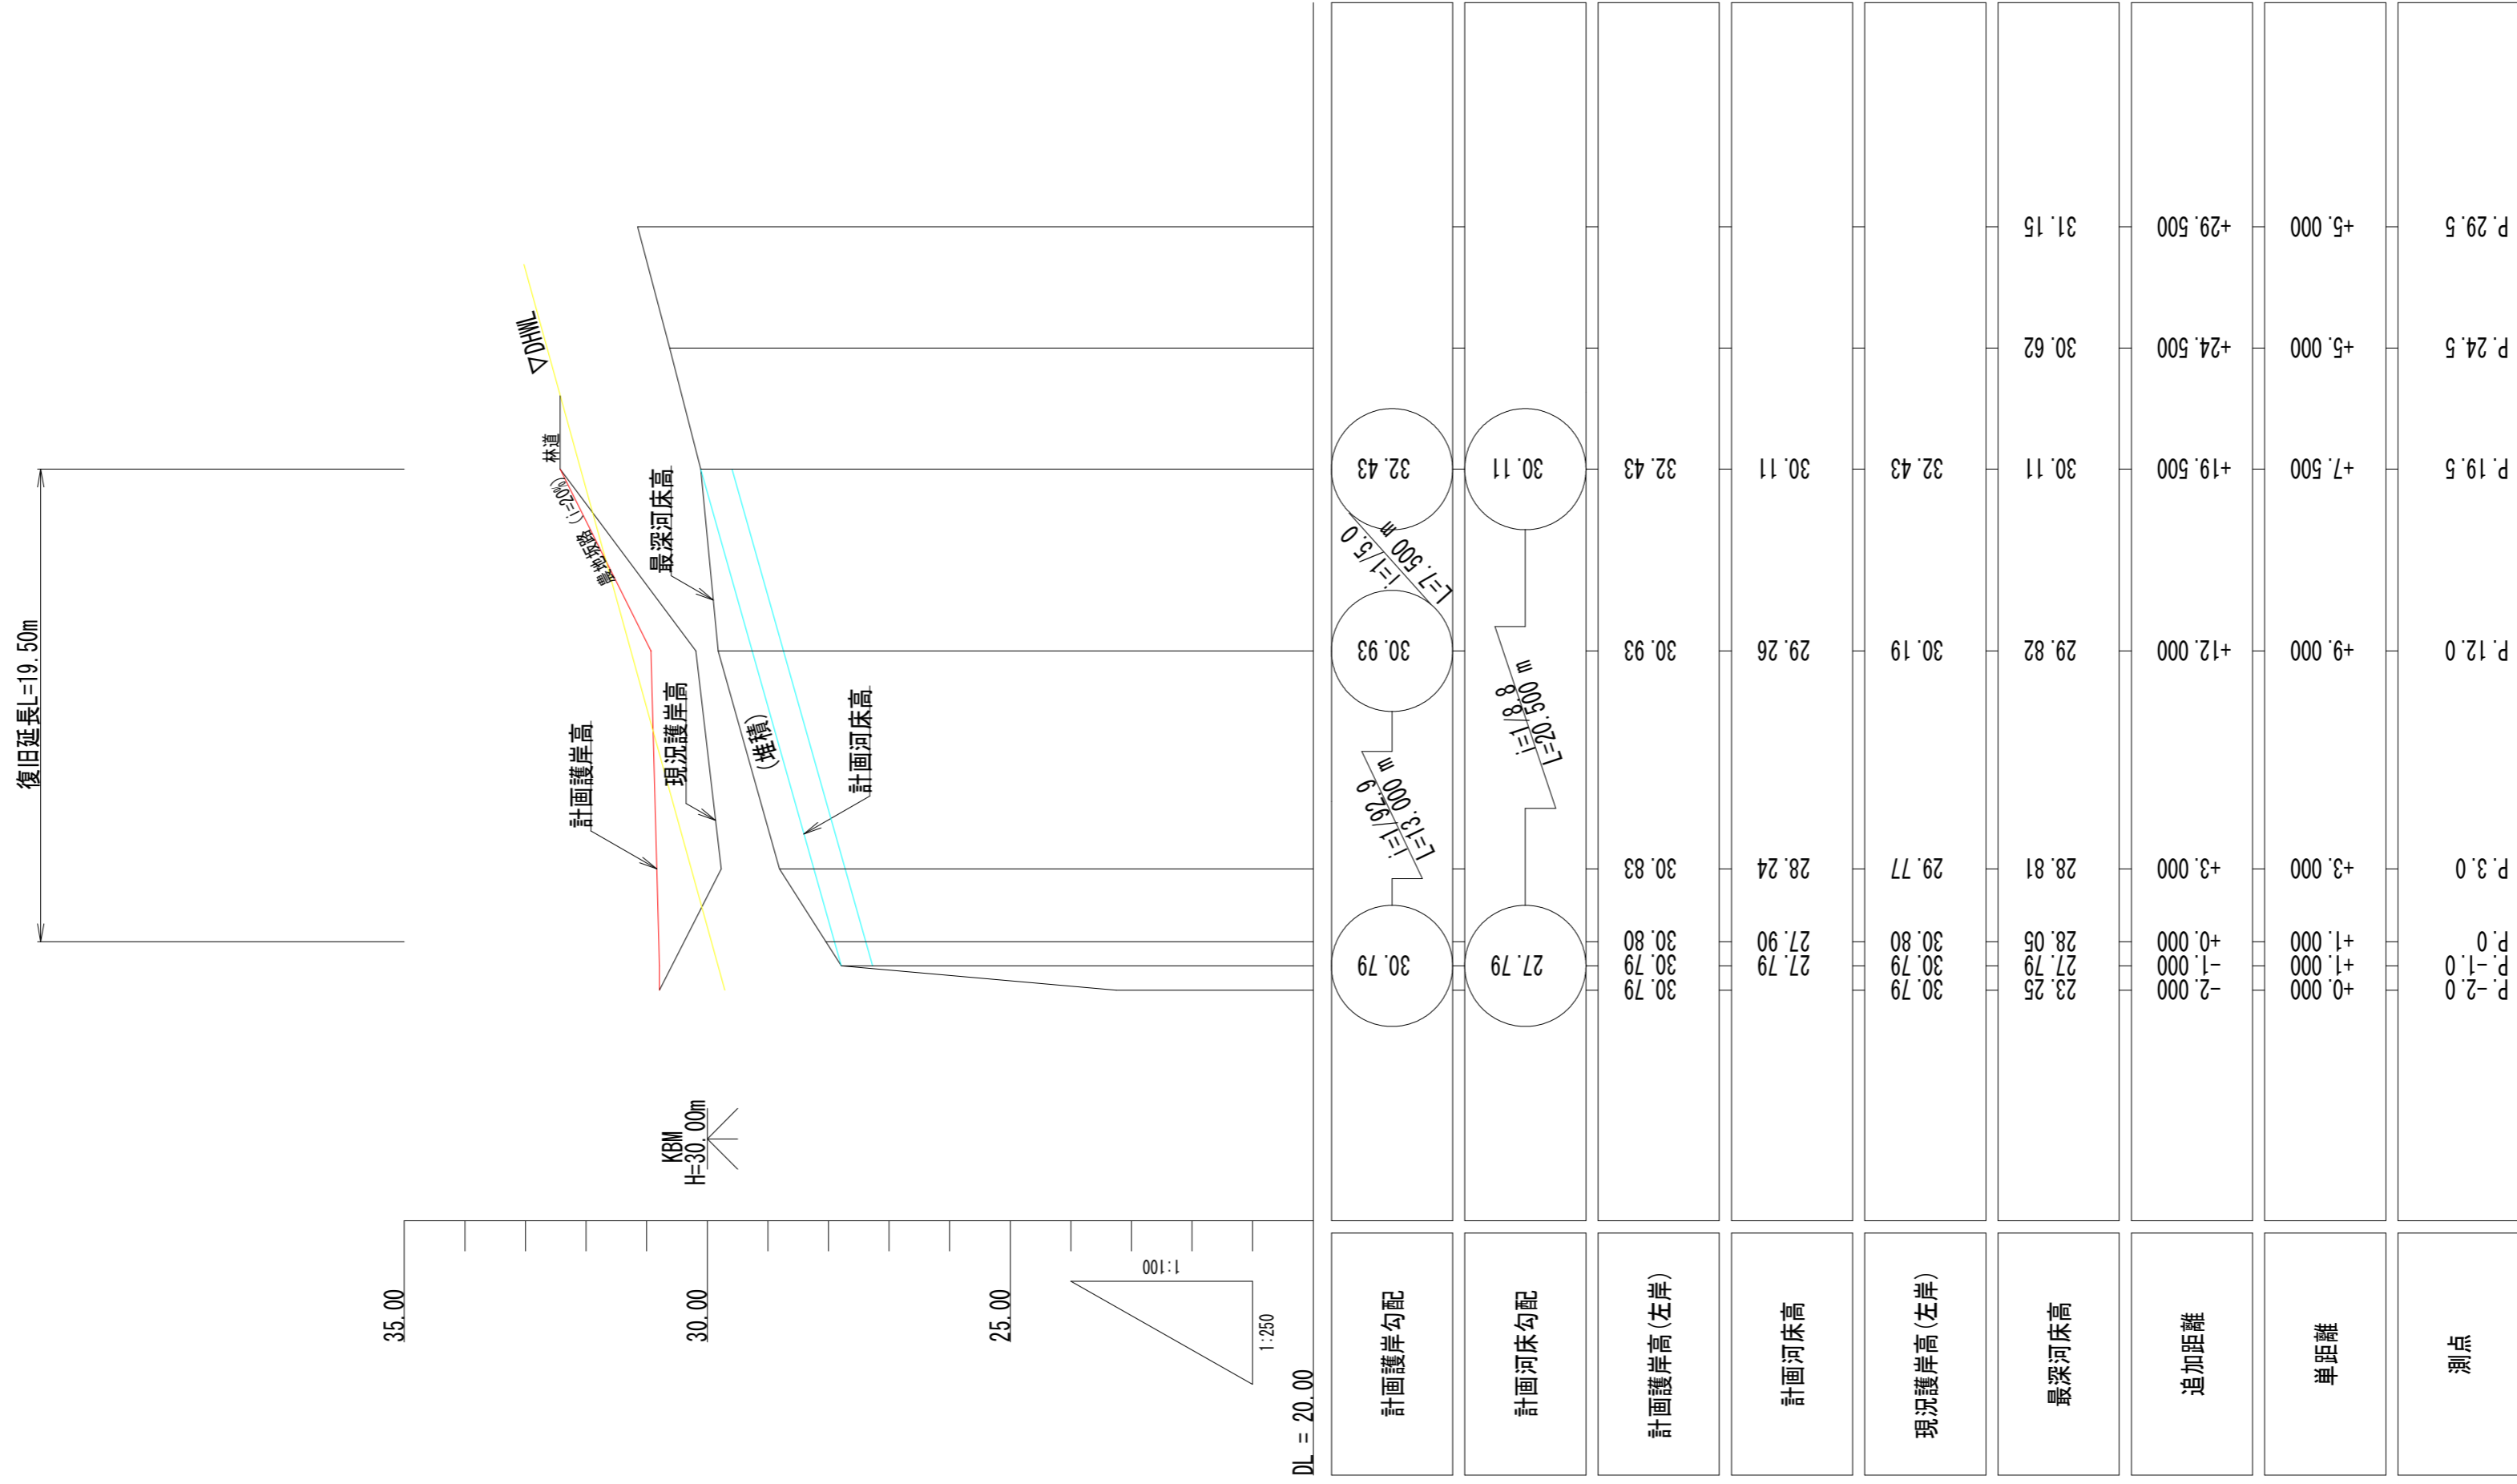 復旧延長L=19.50m
▽DHWL
林道
農地坂路 (i=20%)
最深河床高
計画護岸高
現況護岸高
(堆積)
計画河床高
KBM
H=30.00m
35.00
30.00
25.00
1:100
1:250
DL = 20.00
計画護岸勾配
30.79
i=1/92.9
L=13.000 m
30.93
i=1/5.0
L=7.500 m
32.43
計画河床勾配
27.79
i=1/8.8
L=20.500 m
30.11
計画護岸高(左岸)
30.79
30.79
30.80
30.83
30.93
32.43
計画河床高
27.79
27.90
28.24
29.26
30.11
現況護岸高(左岸)
30.79
30.79
30.80
29.77
30.19
32.43
最深河床高
23.25
27.79
28.05
28.81
29.82
30.11
30.62
31.15
追加距離
-2.000
-1.000
+0.000
+3.000
+12.000
+19.500
+24.500
+29.500
単距離
+0.000
+1.000
+1.000
+3.000
+9.000
+7.500
+5.000
+5.000
測点
P.-2.0
P.-1.0
P.0
P.3.0
P.12.0
P.19.5
P.24.5
P.29.5